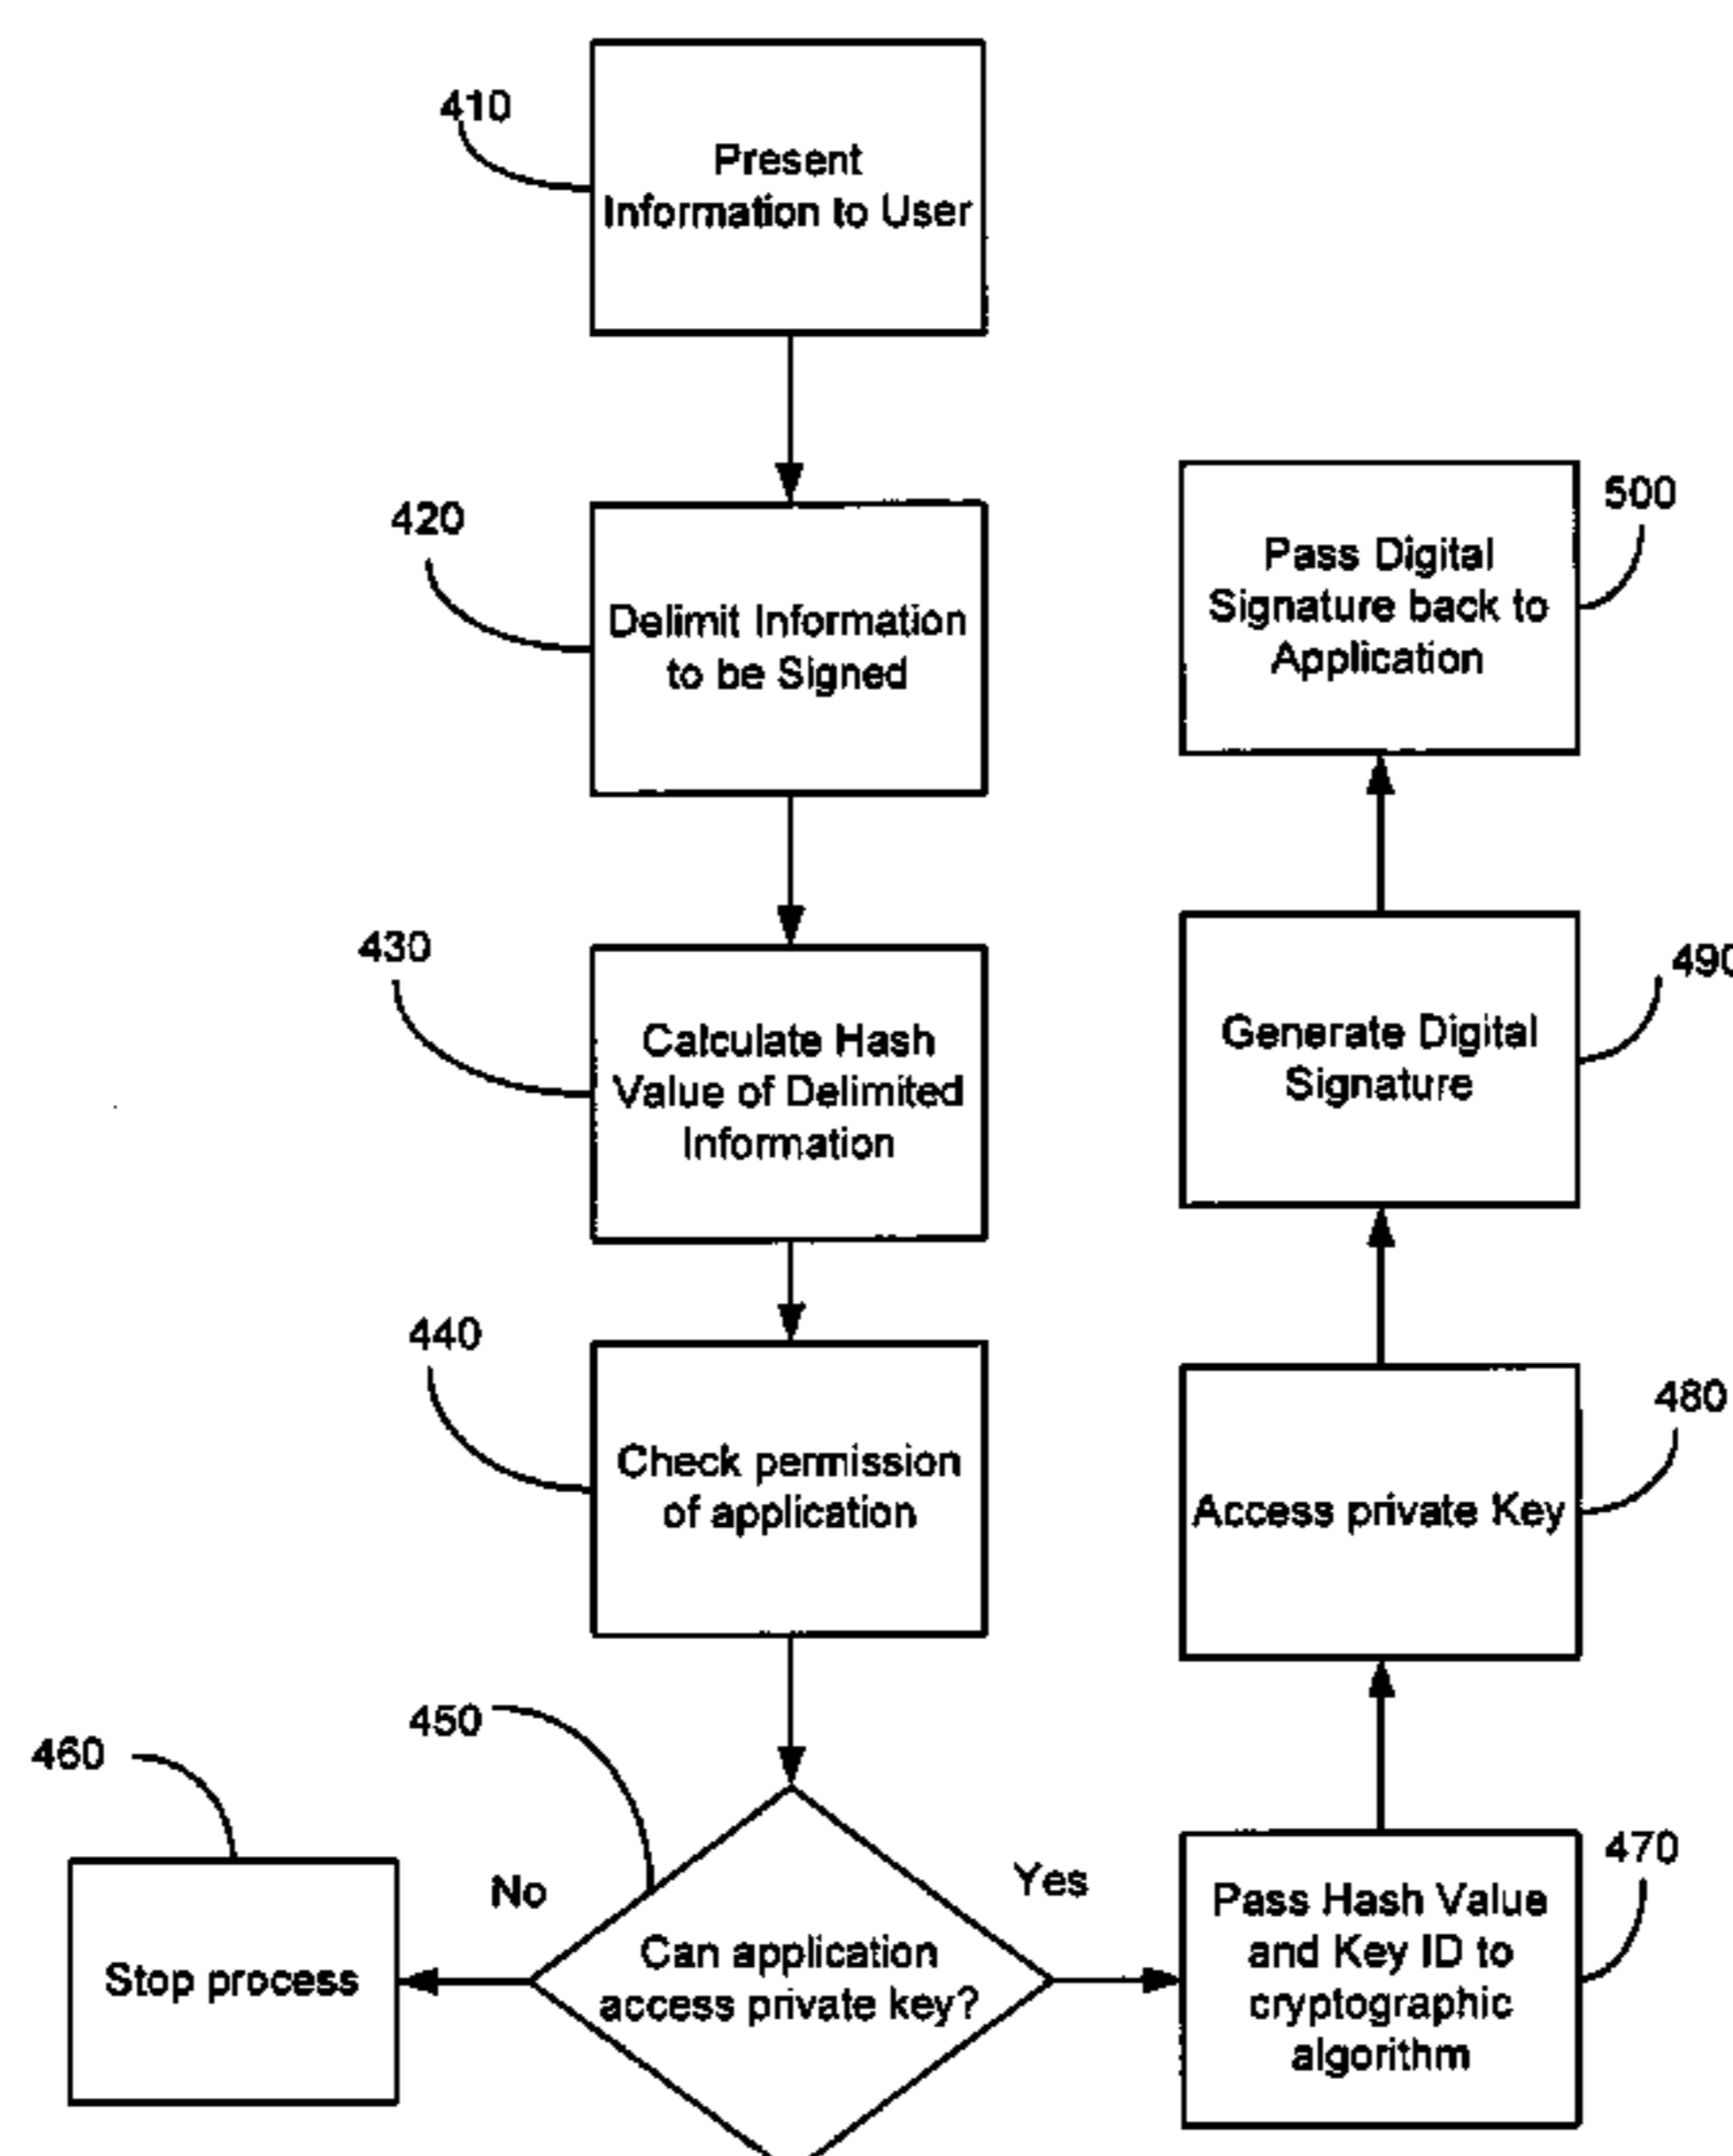 410
Present
Information to User
420
Delimit Information
to be Signed
430
Calculate Hash
Value of Delimited
Information
440
Check permission
of application
450
Can application
access private key?
No
460
Stop process
Yes
470
Pass Hash Value
and Key ID to
cryptographic
algorithm
480
Access private Key
490
Generate Digital
Signature
500
Pass Digital
Signature back to
Application